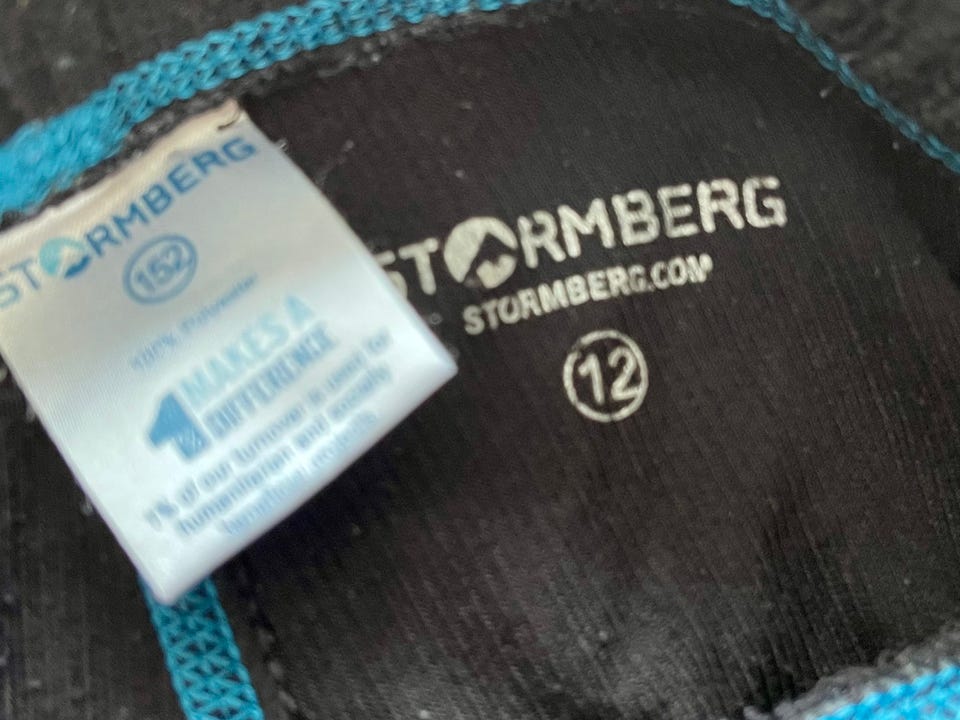 STORMBERG
152
100% Polyester
1% MAKES A
DIFFERENCE
1% of our turnover is used for
humanitarian and socially
beneficial projects
STORMBERG
STORMBERG.COM
12